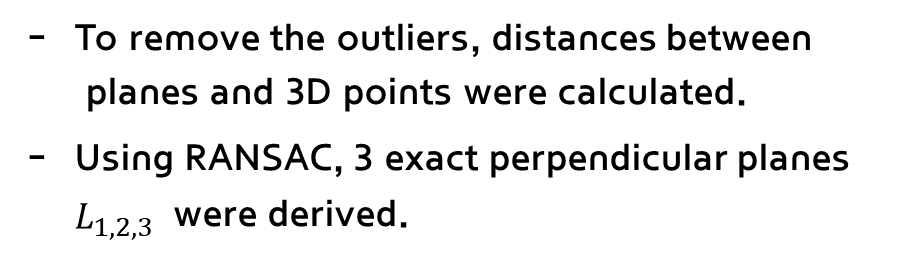 - To remove the outliers, distances between
planes and 3D points were calculated.
- Using RANSAC, 3 exact perpendicular planes
L1,2,3 were derived.